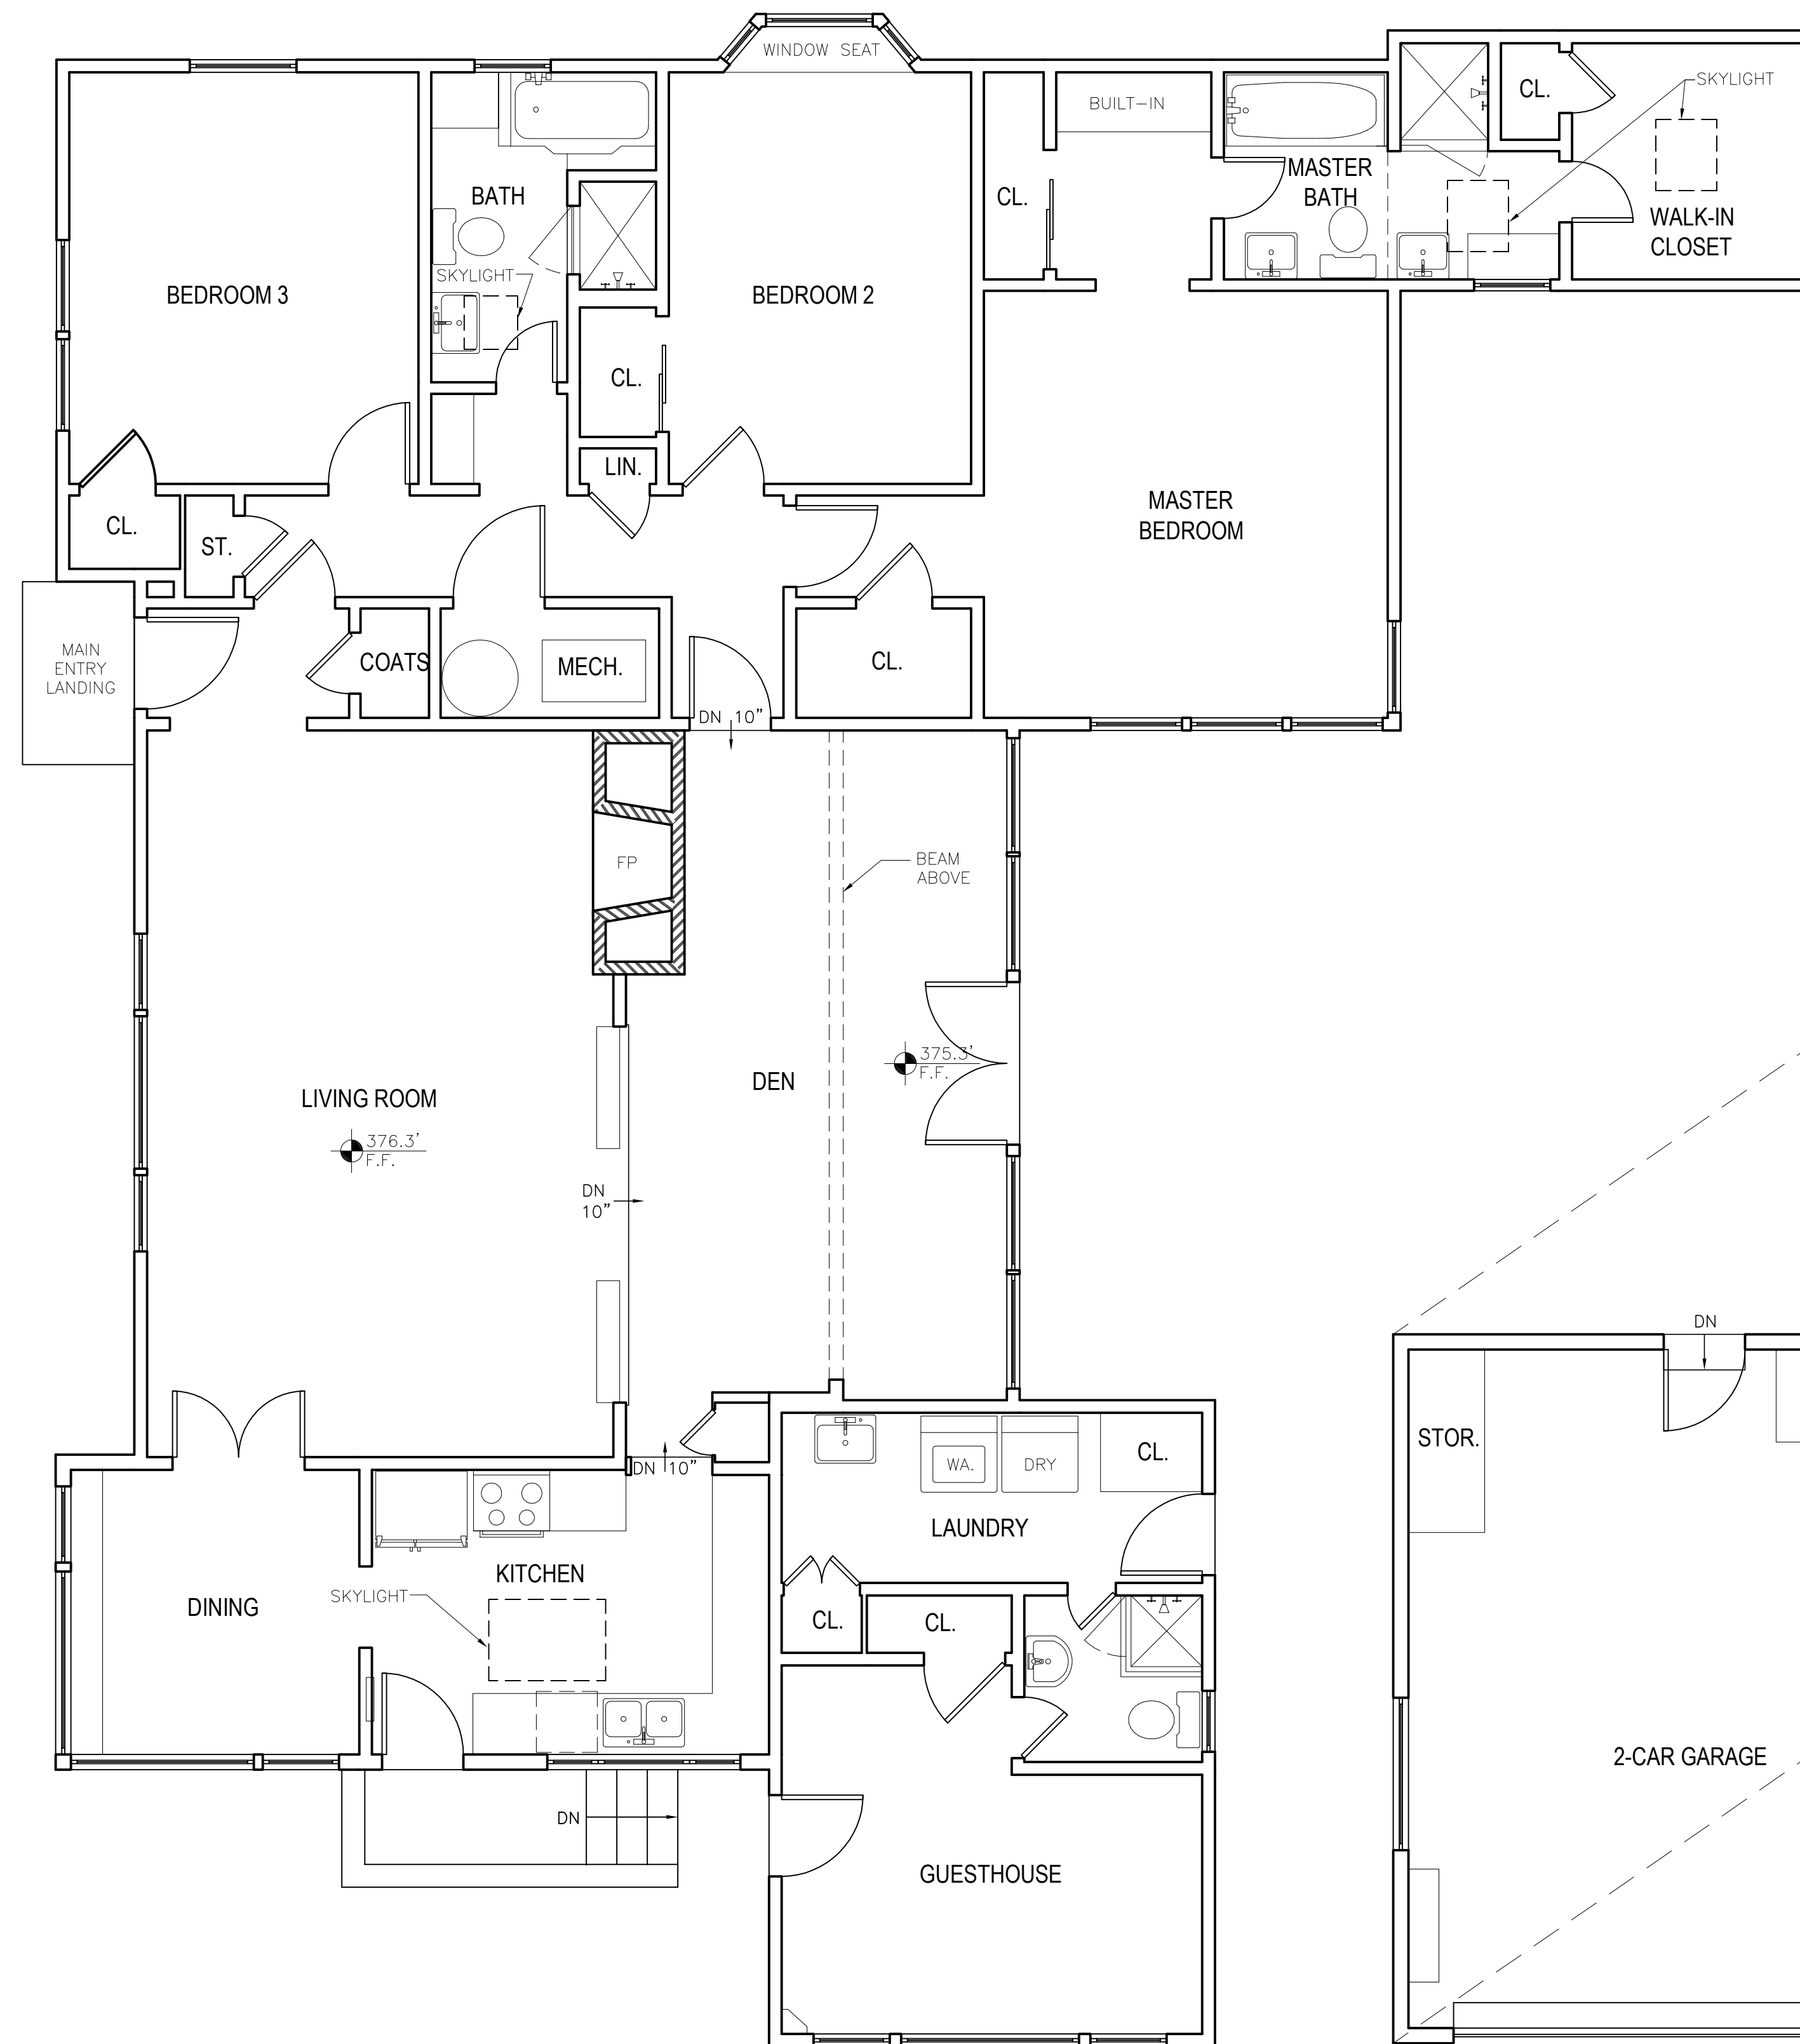 WINDOW SEAT
BUILT-IN
CL.
SKYLIGHT
MASTER
BATH
BATH
CL.
WALK-IN
CLOSET
SKYLIGHT
BEDROOM 3
BEDROOM 2
CL.
LIN.
MASTER
BEDROOM
CL.
ST.
MAIN
ENTRY
LANDING
COATS
MECH.
CL.
DN 10”
FP
BEAM
ABOVE
375.3’
F.F.
DEN
LIVING ROOM
376.3’
F.F.
DN
10”
DN
STOR.
DN 10”
WA.
DRY
CL.
LAUNDRY
KITCHEN
SKYLIGHT
DINING
CL.
CL.
2-CAR GARAGE
DN
GUESTHOUSE